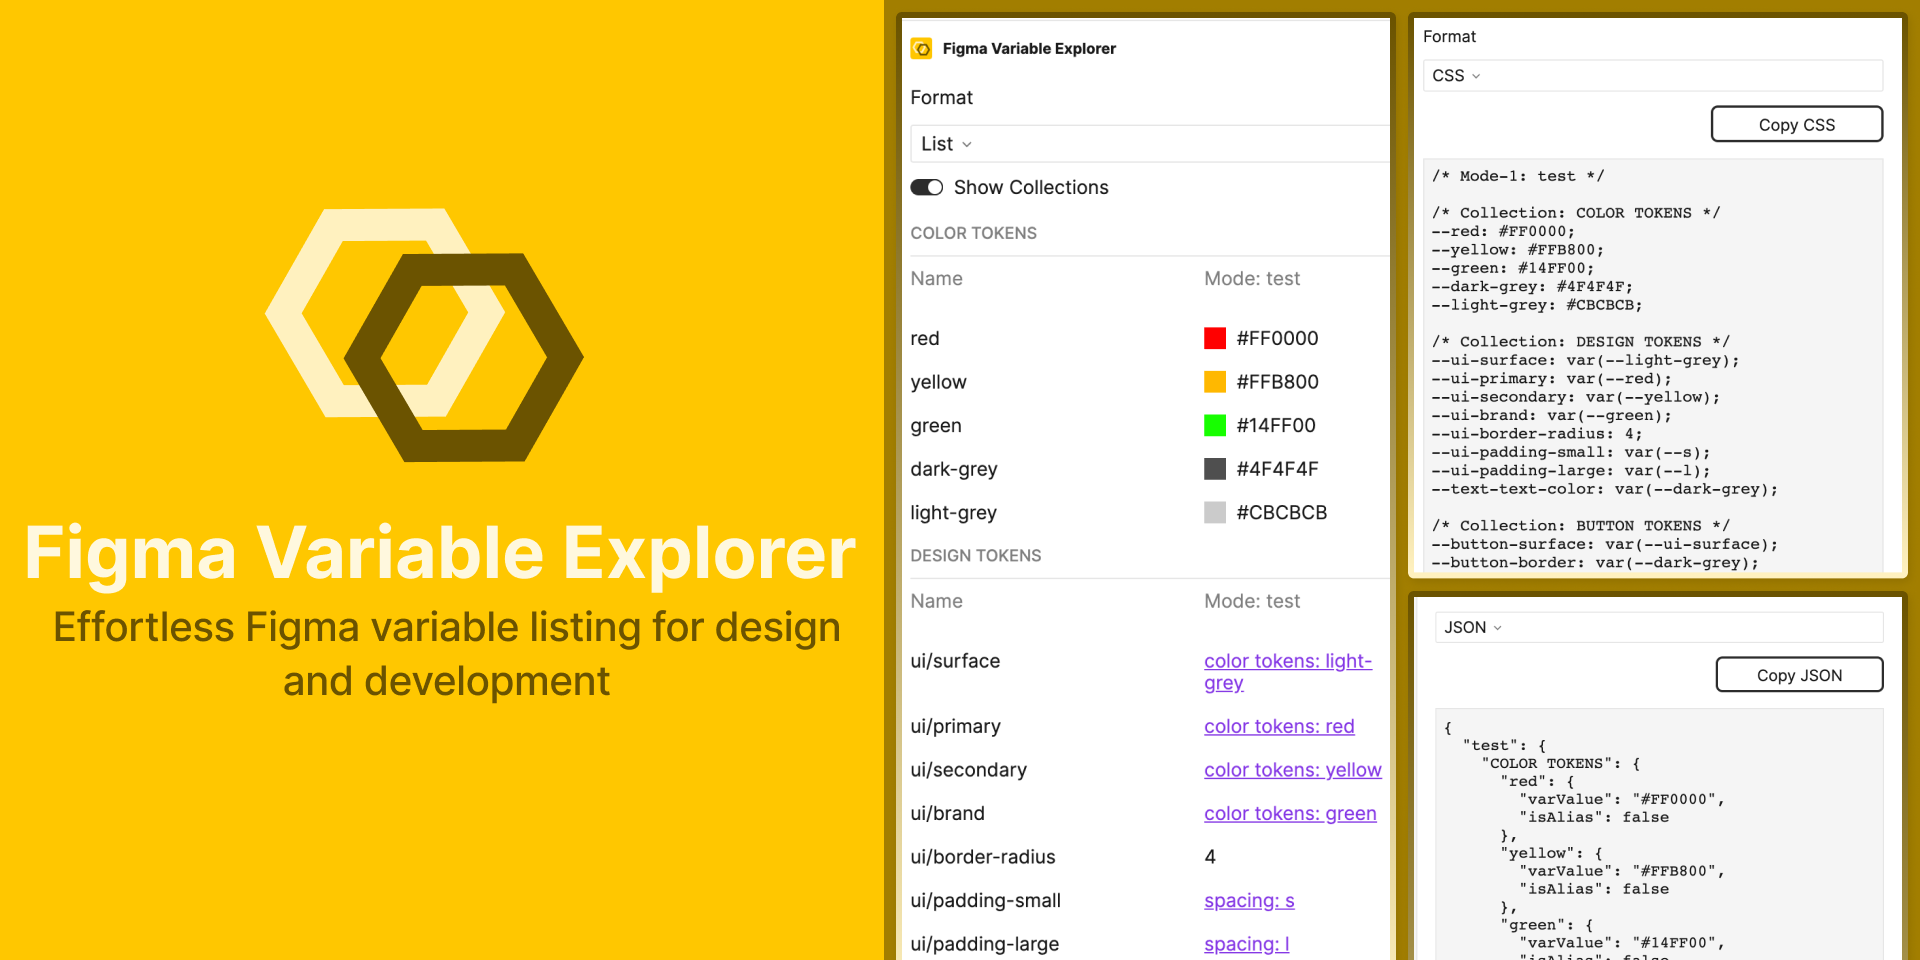 Figma Variable Explorer
Effortless Figma variable listing for design
and development
Figma Variable Explorer
Format
List
Show Collections
COLOR TOKENS
Name Mode: test
red #FF0000
yellow #FFB800
green #14FF00
dark-grey #4F4F4F
light-grey #CBCBCB
DESIGN TOKENS
Name Mode: test
ui/surface color tokens: light-
grey
ui/primary color tokens: red
ui/secondary color tokens: yellow
ui/brand color tokens: green
ui/border-radius 4
ui/padding-small spacing: s
ui/padding-large spacing: l
Format
CSS
Copy CSS
/* Mode-1: test */
/* Collection: COLOR TOKENS */
--red: #FF0000;
--yellow: #FFB800;
--green: #14FF00;
--dark-grey: #4F4F4F;
--light-grey: #CBCBCB;
/* Collection: DESIGN TOKENS */
--ui-surface: var(--light-grey);
--ui-primary: var(--red);
--ui-secondary: var(--yellow);
--ui-brand: var(--green);
--ui-border-radius: 4;
--ui-padding-small: var(--s);
--ui-padding-large: var(--l);
--text-text-color: var(--dark-grey);
/* Collection: BUTTON TOKENS */
--button-surface: var(--ui-surface);
--button-border: var(--dark-grey);
JSON
Copy JSON
{
"test": {
"COLOR TOKENS": {
"red": {
"varValue": "#FF0000",
"isAlias": false
},
"yellow": {
"varValue": "#FFB800",
"isAlias": false
},
"green": {
"varValue": "#14FF00",